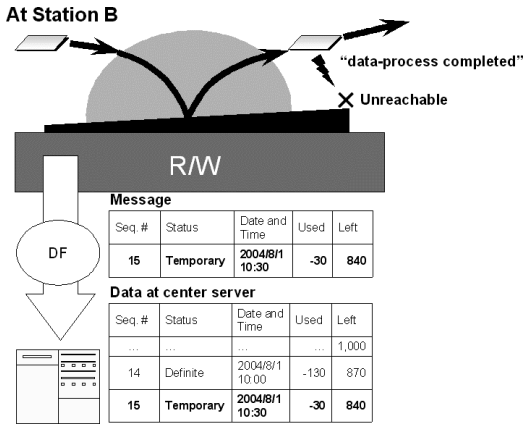 At Station B
“data-process completed”
Unreachable
R/W
DF
Message
Seq. # Status Date and Time Used Left
15 Temporary 2004/8/1 10:30 -30 840
Data at center server
Seq. # Status Date and Time Used Left
... ... ... ... 1,000
14 Definite 2004/8/1 10:00 -130 870
15 Temporary 2004/8/1 10:30 -30 840